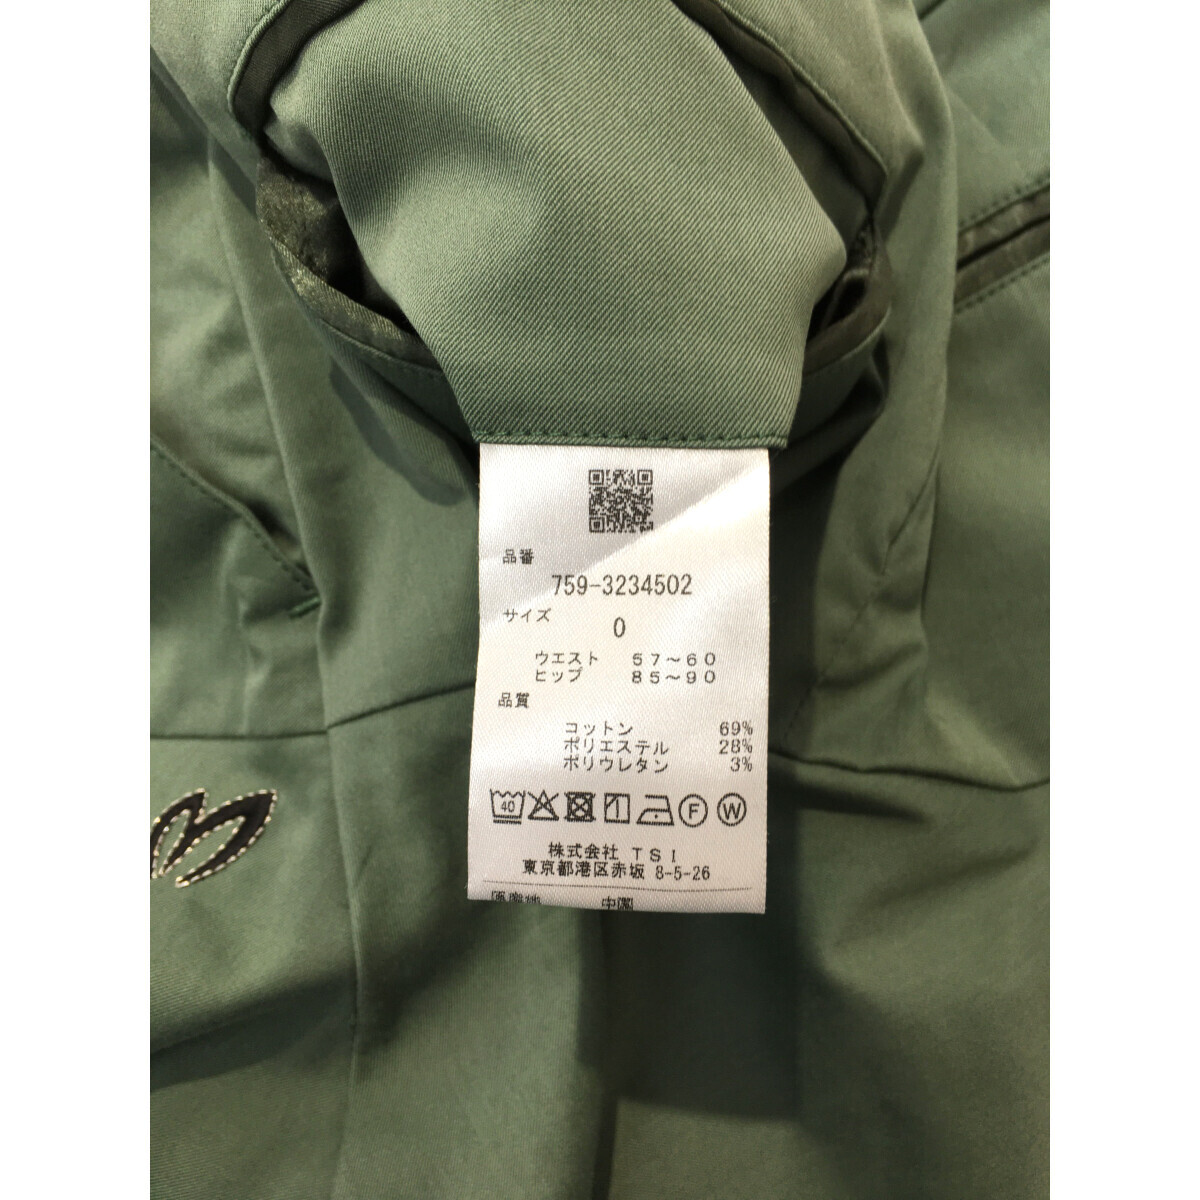 品番
759-3234502
サイズ
0
ウエスト 57～60
ヒップ 85～90
品質
コットン 69%
ポリエステル 28%
ポリウレタン 3%
40 F W
株式会社 TSI
東京都港区赤坂 8-5-26
原産地 中国